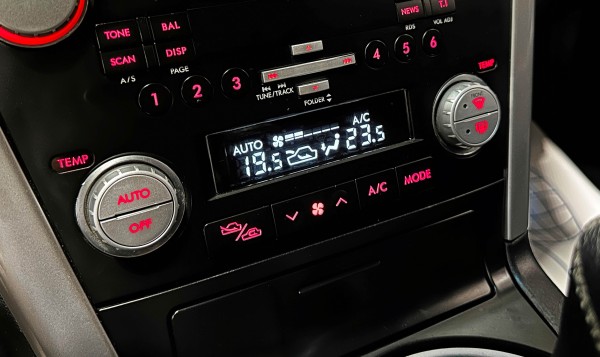 TONE BAL
NEWS T.I
SCAN DISP
RDS VOL ADJ
A/S PAGE
1 2 3
4 5 6
TUNE/TRACK
FOLDER
TEMP
AUTO A/C
19.5 23.5
TEMP
AUTO
OFF
A/C MODE